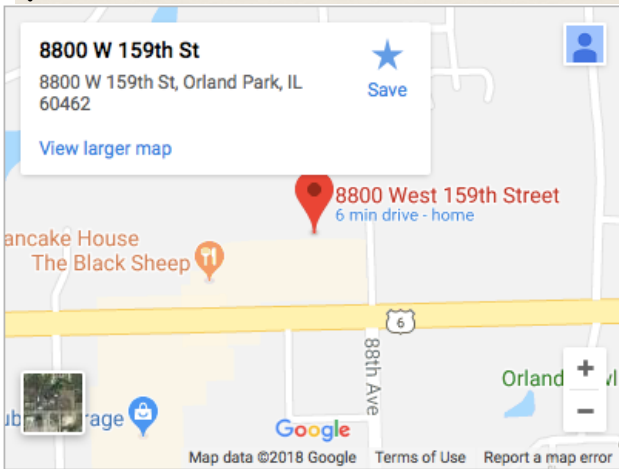 8800 W 159th St
8800 W 159th St, Orland Park, IL
60462
Save
View larger map
8800 West 159th Street
6 min drive - home
ancake House
The Black Sheep
6
88th Ave
Orland
rage
Google
+
−
Map data ©2018 Google Terms of Use Report a map error